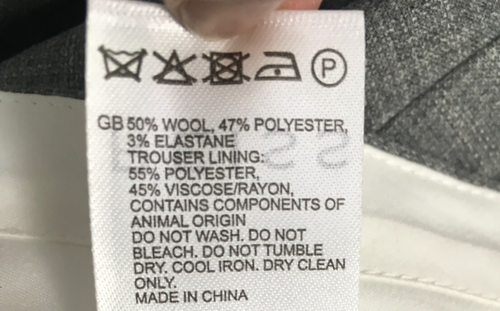 P
GB 50% WOOL, 47% POLYESTER,
3% ELASTANE
TROUSER LINING:
55% POLYESTER,
45% VISCOSE/RAYON,
CONTAINS COMPONENTS OF
ANIMAL ORIGIN
DO NOT WASH. DO NOT
BLEACH. DO NOT TUMBLE
DRY. COOL IRON. DRY CLEAN
ONLY.
MADE IN CHINA